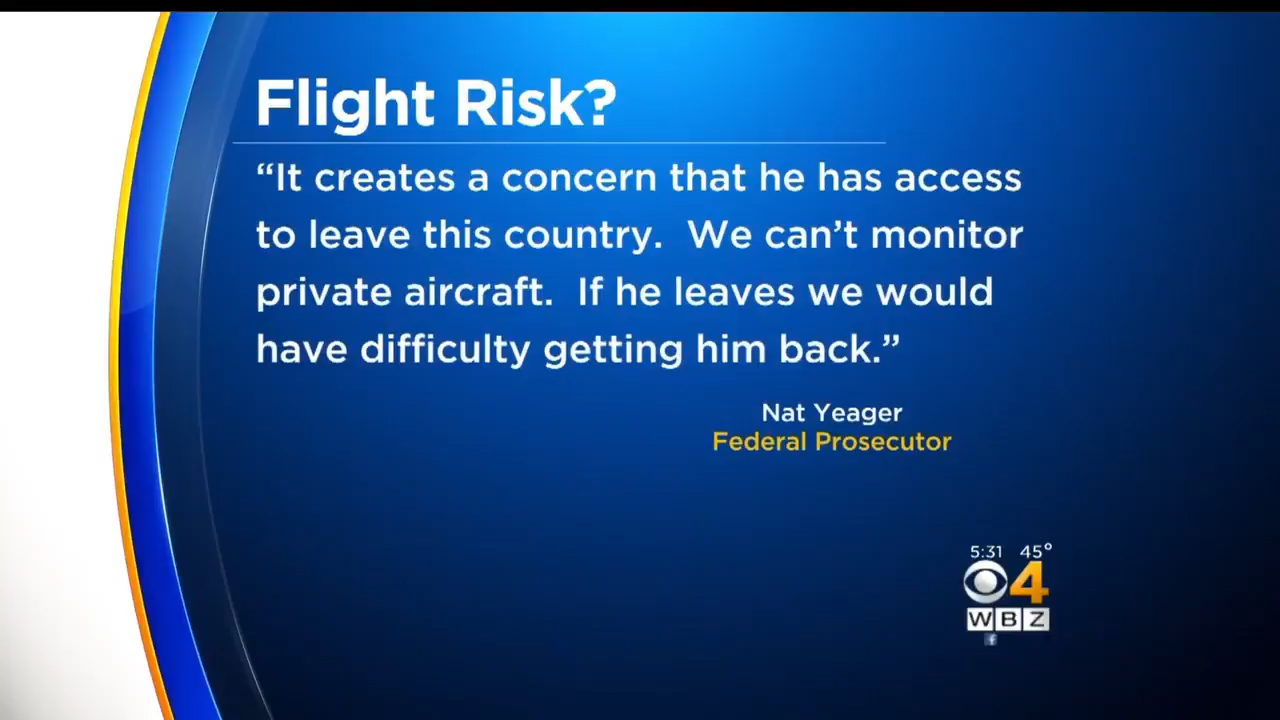 Flight Risk?
“It creates a concern that he has access
to leave this country.  We can’t monitor
private aircraft.  If he leaves we would
have difficulty getting him back.”
Nat Yeager
Federal Prosecutor
5:31 45°
4
WBZ
f